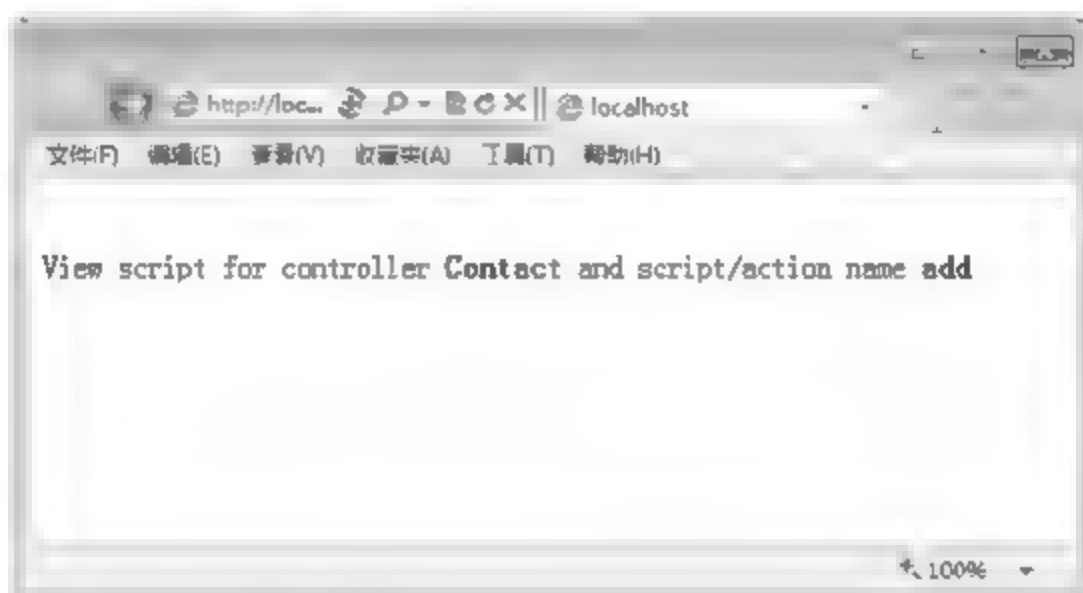 http://loc... localhost
文件(F) 编辑(E) 查看(V) 收藏夹(A) 工具(T) 帮助(H)
View script for controller Contact and script/action name add
100%